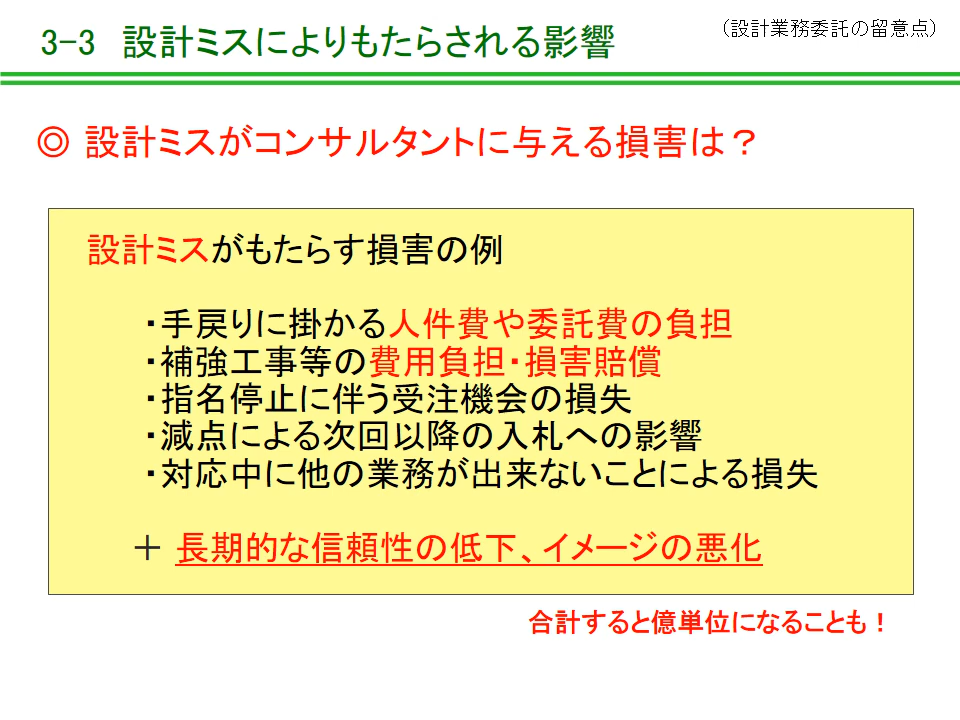 3-3 設計ミスによりもたらされる影響
（設計業務委託の留意点）
◎ 設計ミスがコンサルタントに与える損害は？
設計ミスがもたらす損害の例
・手戻りに掛かる人件費や委託費の負担
・補強工事等の費用負担・損害賠償
・指名停止に伴う受注機会の損失
・減点による次回以降の入札への影響
・対応中に他の業務が出来ないことによる損失
＋ 長期的な信頼性の低下、イメージの悪化
合計すると億単位になることも！